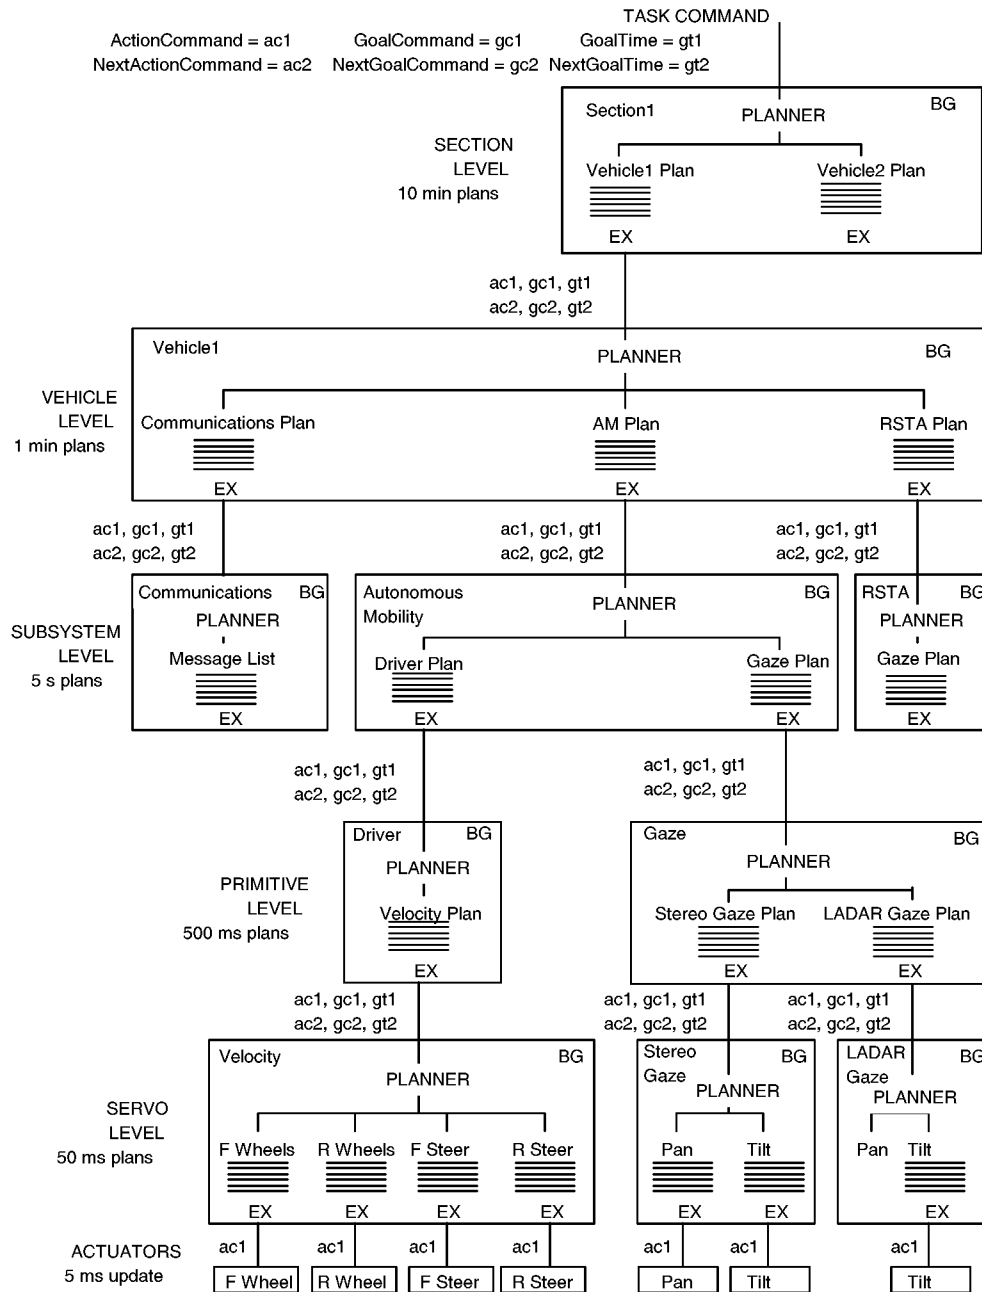 TASK COMMAND
ActionCommand = ac1 GoalCommand = gc1 GoalTime = gt1
NextActionCommand = ac2 NextGoalCommand = gc2 NextGoalTime = gt2
SECTION
LEVEL
10 min plans
Section1 BG
PLANNER
Vehicle1 Plan Vehicle2 Plan
EX EX
ac1, gc1, gt1
ac2, gc2, gt2
VEHICLE
LEVEL
1 min plans
Vehicle1 BG
PLANNER
Communications Plan AM Plan RSTA Plan
EX EX EX
ac1, gc1, gt1 ac1, gc1, gt1 ac1, gc1, gt1
ac2, gc2, gt2 ac2, gc2, gt2 ac2, gc2, gt2
SUBSYSTEM
LEVEL
5 s plans
Communications BG
PLANNER
Message List
EX
Autonomous
Mobility
BG
PLANNER
Driver Plan Gaze Plan
EX EX
RSTA BG
PLANNER
Gaze Plan
EX
ac1, gc1, gt1 ac1, gc1, gt1
ac2, gc2, gt2 ac2, gc2, gt2
PRIMITIVE
LEVEL
500 ms plans
Driver BG
PLANNER
Velocity Plan
EX
Gaze BG
PLANNER
Stereo Gaze Plan LADAR Gaze Plan
EX EX
ac1, gc1, gt1 ac1, gc1, gt1 ac1, gc1, gt1
ac2, gc2, gt2 ac2, gc2, gt2 ac2, gc2, gt2
SERVO
LEVEL
50 ms plans
Velocity BG
PLANNER
F Wheels R Wheels F Steer R Steer
EX EX EX EX
Stereo
Gaze
BG
PLANNER
Pan Tilt
EX EX
LADAR
Gaze
BG
PLANNER
Pan Tilt
EX
ACTUATORS
5 ms update
ac1 ac1 ac1 ac1 ac1 ac1 ac1
F Wheel R Wheel F Steer R Steer Pan Tilt Tilt